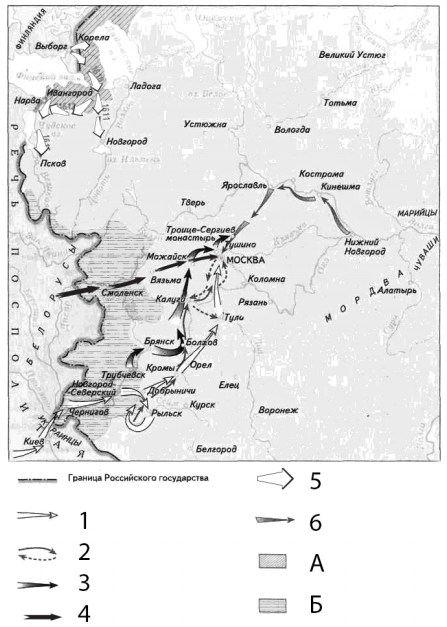 ФИНЛЯНДИЯ
Корела
Выборг
Великий Устюг
Ивангород
Ладога
Нарва
Тотьма
1611
Устюжна
Вологда
Новгород
Псков
Кострома
Ярославль
Кинешма
Тверь
МАРИЙЦЫ
Троице-Сергиев
монастырь
Тушино
Можайск
МОСКВА
Нижний
Новгород
ЧУВАШИ
Вязьма
Коломна
Смоленск
МОРДВА
Алатырь
Калуга
Рязань
Тула
РЕЧЬ ПОСПОЛИТАЯ
БЕЛОРУСЫ
Брянск
Болхов
Трубчевск
Кромы
Орел
Новгород-
Северский
Добрыничи
Елец
Чернигов
Рыльск
Курск
Воронеж
Киев
УКРАИНЦЫ
Белгород
Граница Российского государства
5
1
6
2
А
3
Б
4